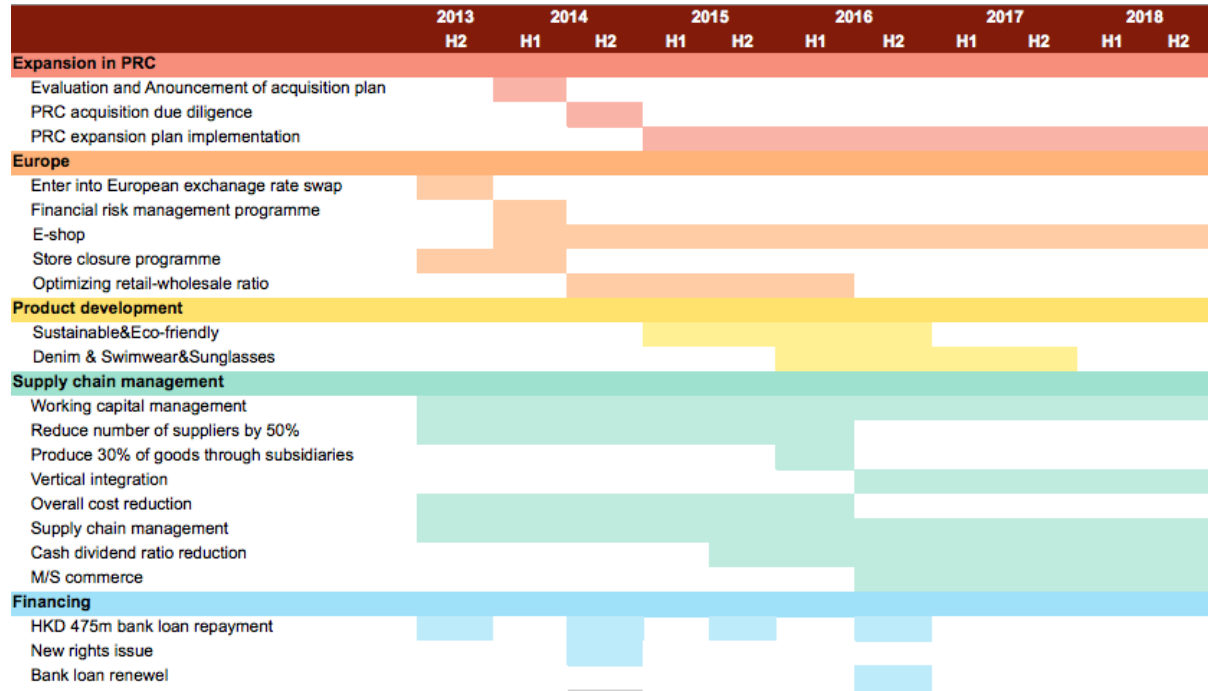 2013 2014 2015 2016 2017 2018
H2 H1 H2 H1 H2 H1 H2 H1 H2 H1 H2
Expansion in PRC
Evaluation and Anouncement of acquisition plan
PRC acquisition due diligence
PRC expansion plan implementation
Europe
Enter into European exchanage rate swap
Financial risk management programme
E-shop
Store closure programme
Optimizing retail-wholesale ratio
Product development
Sustainable&Eco-friendly
Denim & Swimwear&Sunglasses
Supply chain management
Working capital management
Reduce number of suppliers by 50%
Produce 30% of goods through subsidiaries
Vertical integration
Overall cost reduction
Supply chain management
Cash dividend ratio reduction
M/S commerce
Financing
HKD 475m bank loan repayment
New rights issue
Bank loan renewel